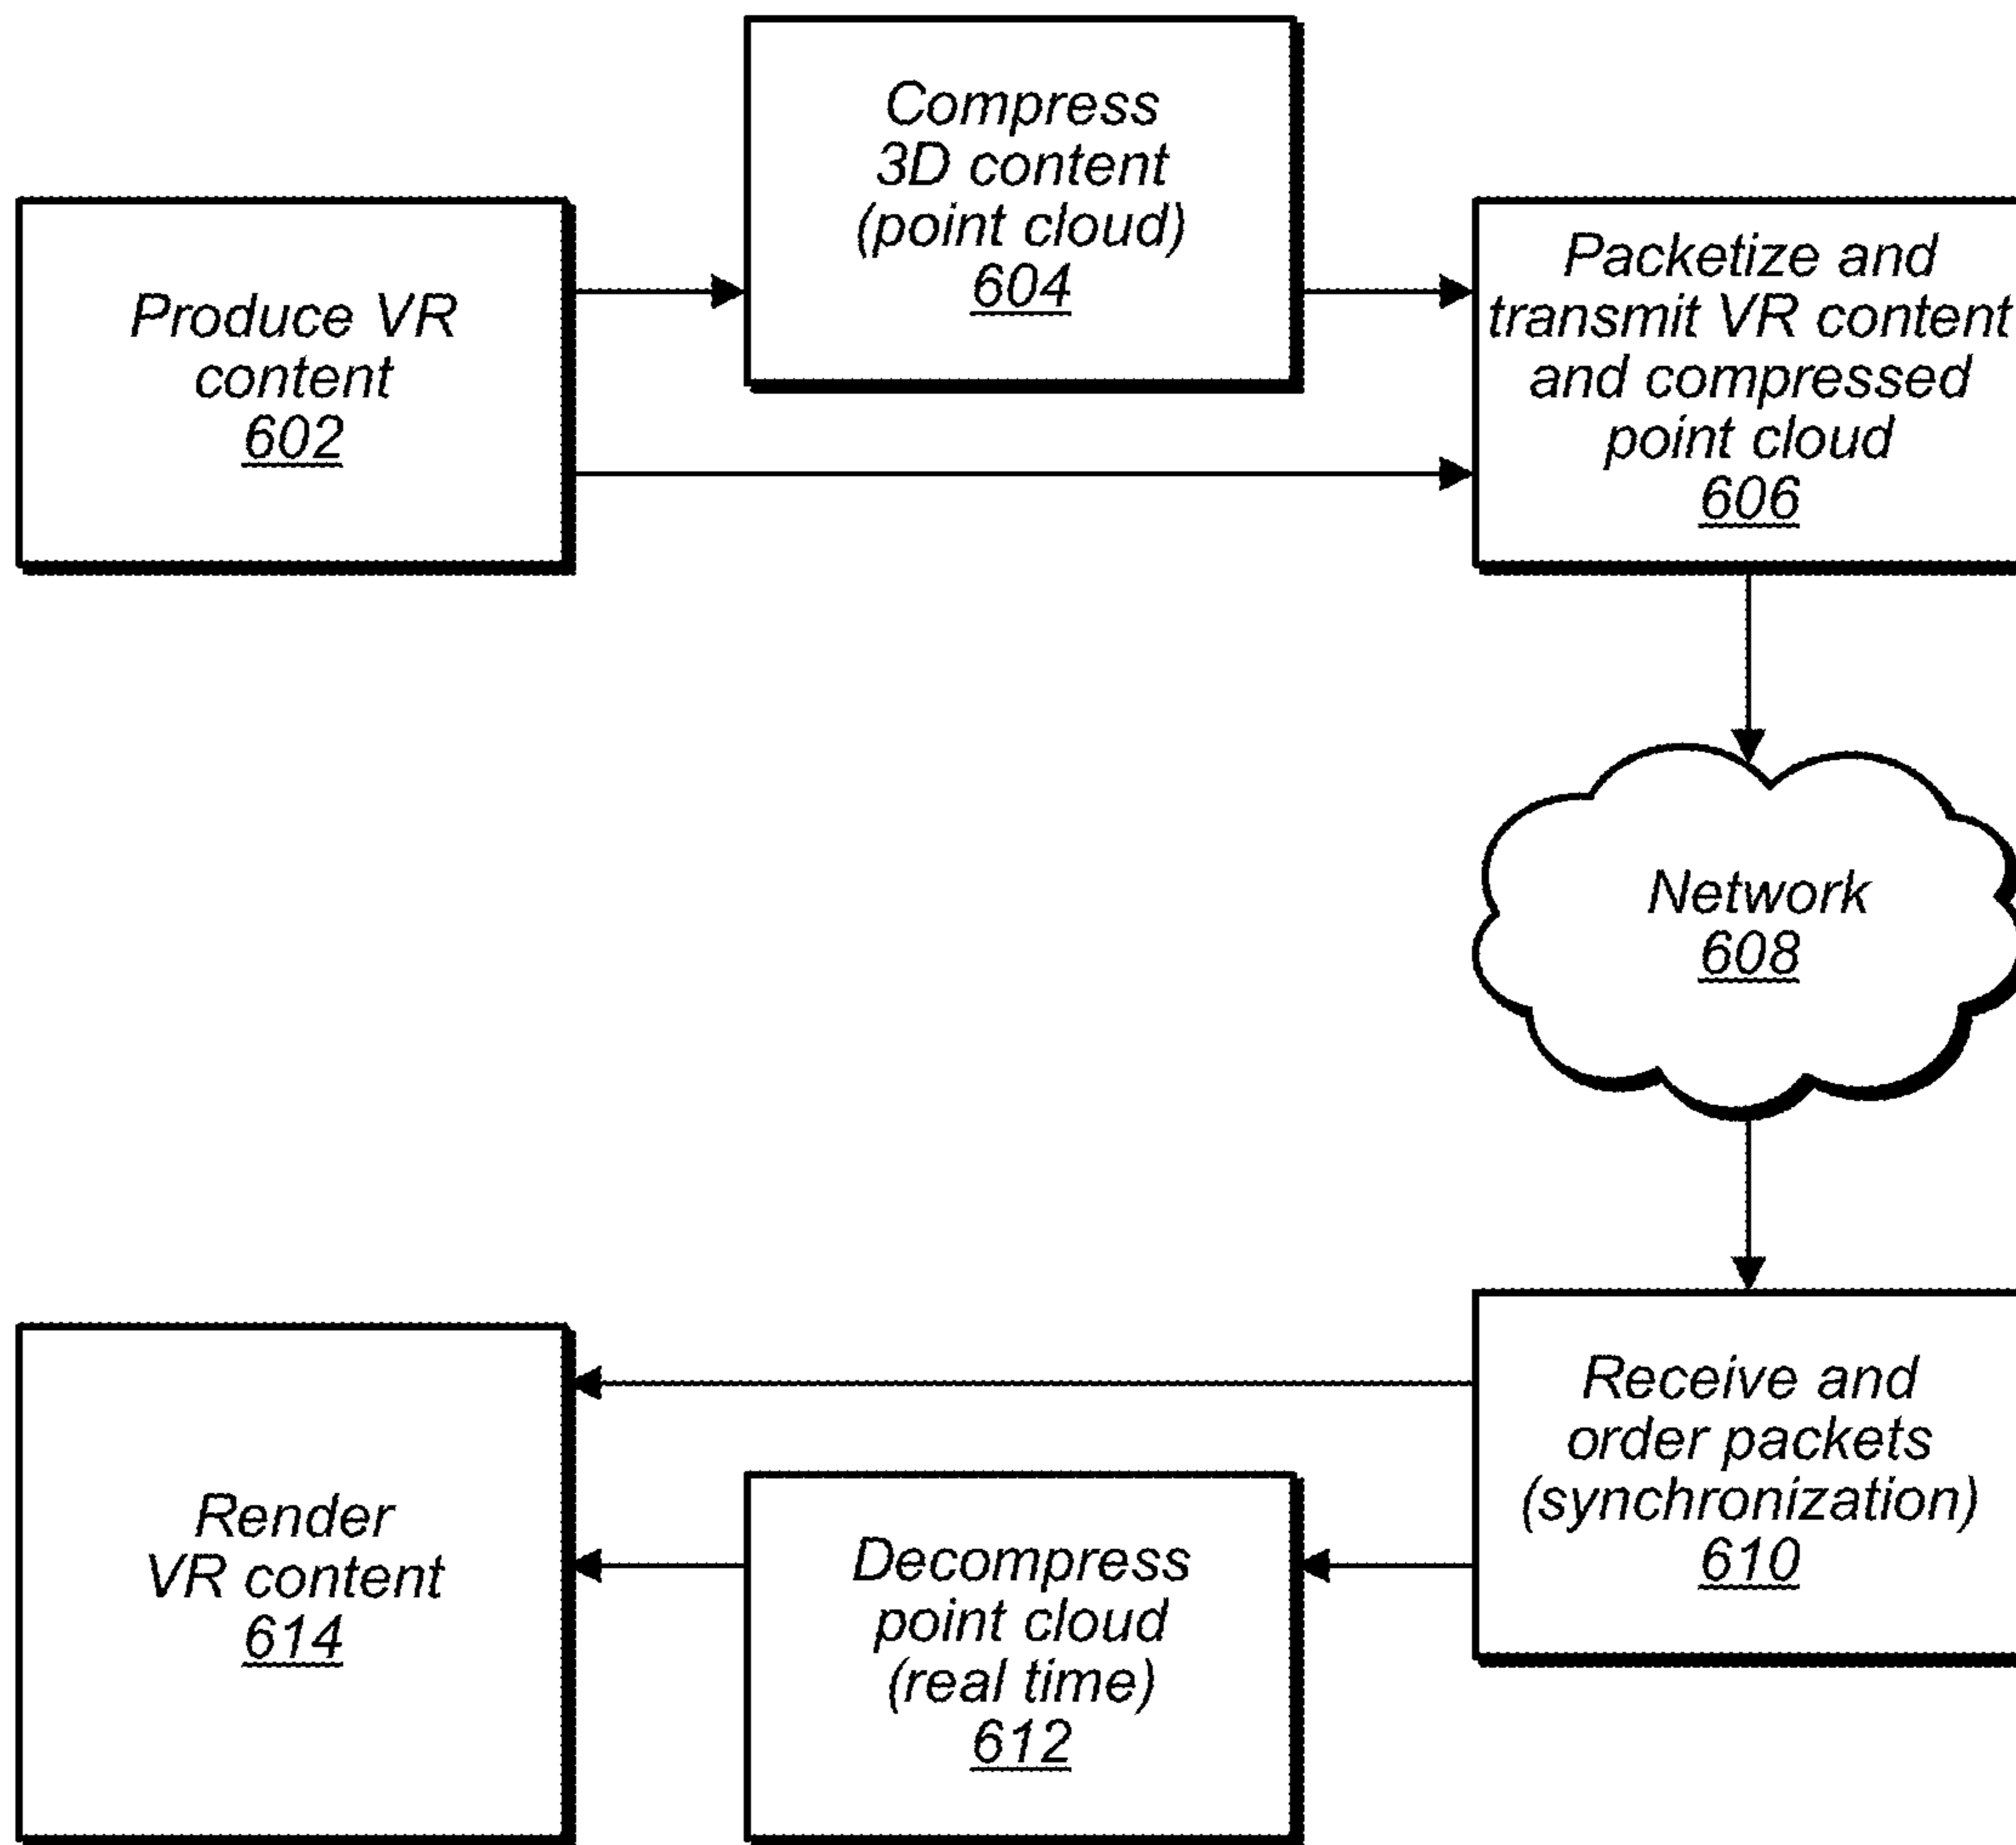 Produce VR
content
602
Compress
3D content
(point cloud)
604
Packetize and
transmit VR content
and compressed
point cloud
606
Network
608
Receive and
order packets
(synchronization)
610
Decompress
point cloud
(real time)
612
Render
VR content
614